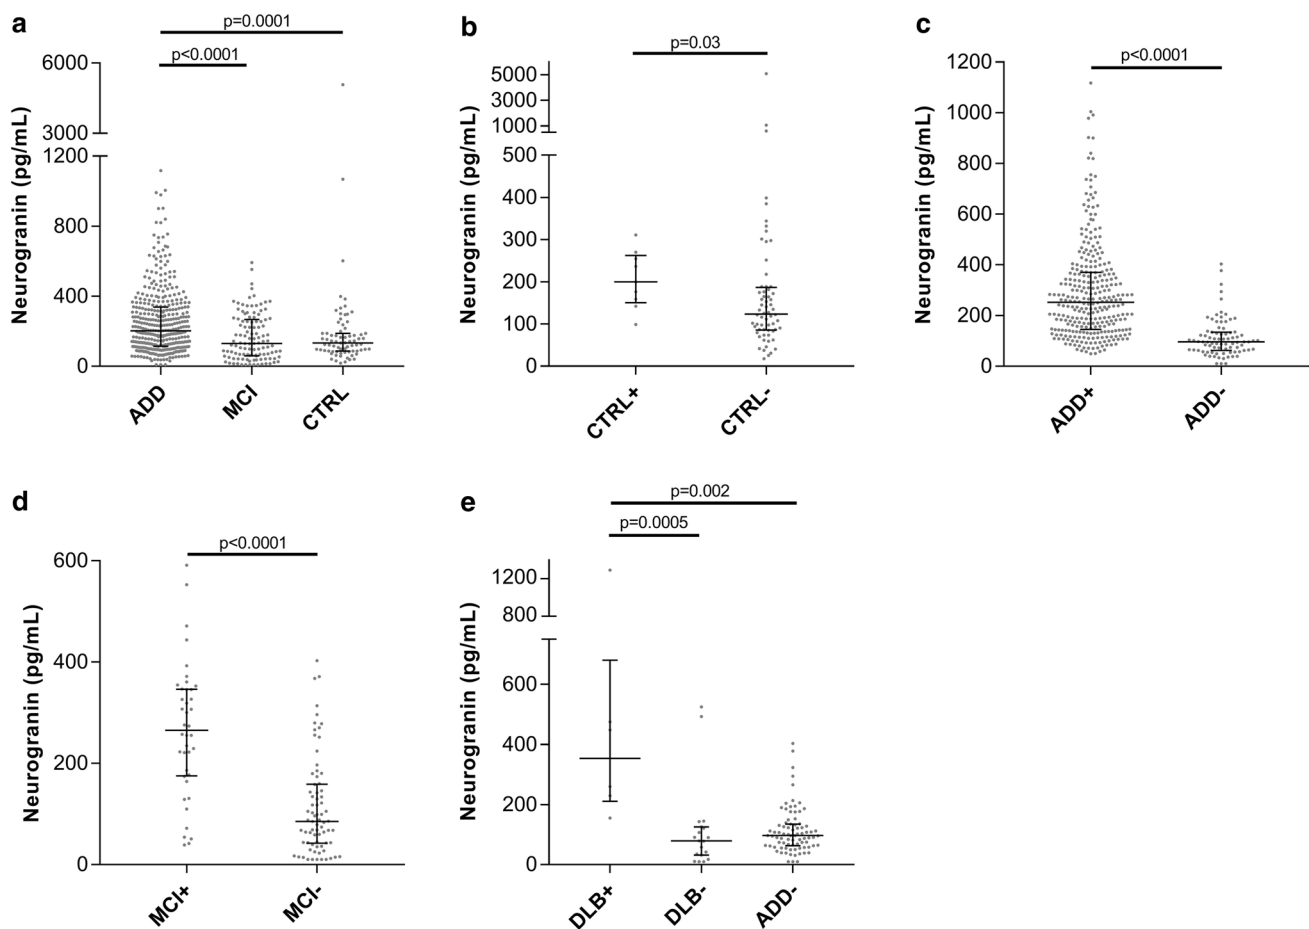 a
p=0.0001
p<0.0001
6000
3000
1200
800
400
0
Neurogranin (pg/mL)
ADD
MCI
CTRL
b
p=0.03
5000
3000
1000
500
400
300
200
100
0
Neurogranin (pg/mL)
CTRL+
CTRL-
c
p<0.0001
1200
1000
800
600
400
200
0
Neurogranin (pg/mL)
ADD+
ADD-
d
p<0.0001
600
400
200
0
Neurogranin (pg/mL)
MCI+
MCI-
e
p=0.002
p=0.0005
1200
800
600
400
200
0
Neurogranin (pg/mL)
DLB+
DLB-
ADD-